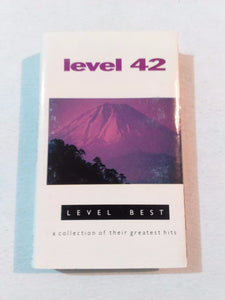 level 42
LEVEL BEST
a collection of their greatest hits